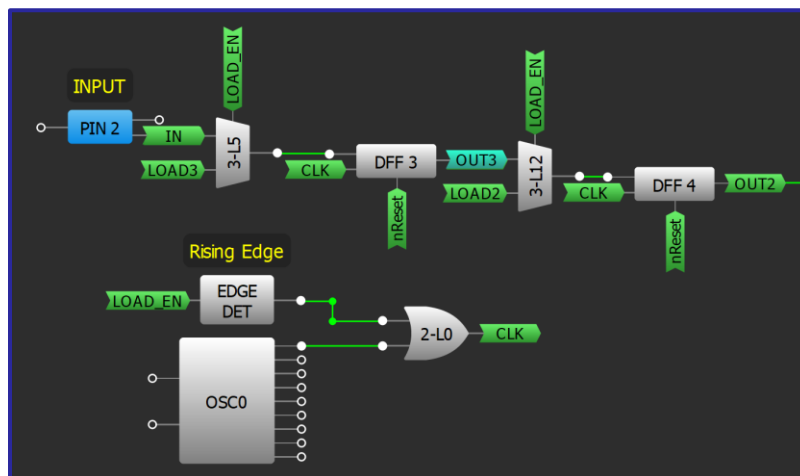 LOAD_EN
LOAD_EN
INPUT
PIN 2
IN
3-L5
LOAD3
CLK
DFF 3
OUT3
3-L12
LOAD2
CLK
DFF 4
OUT2
nReset
nReset
Rising Edge
LOAD_EN
EDGE
DET
2-L0
CLK
OSC0